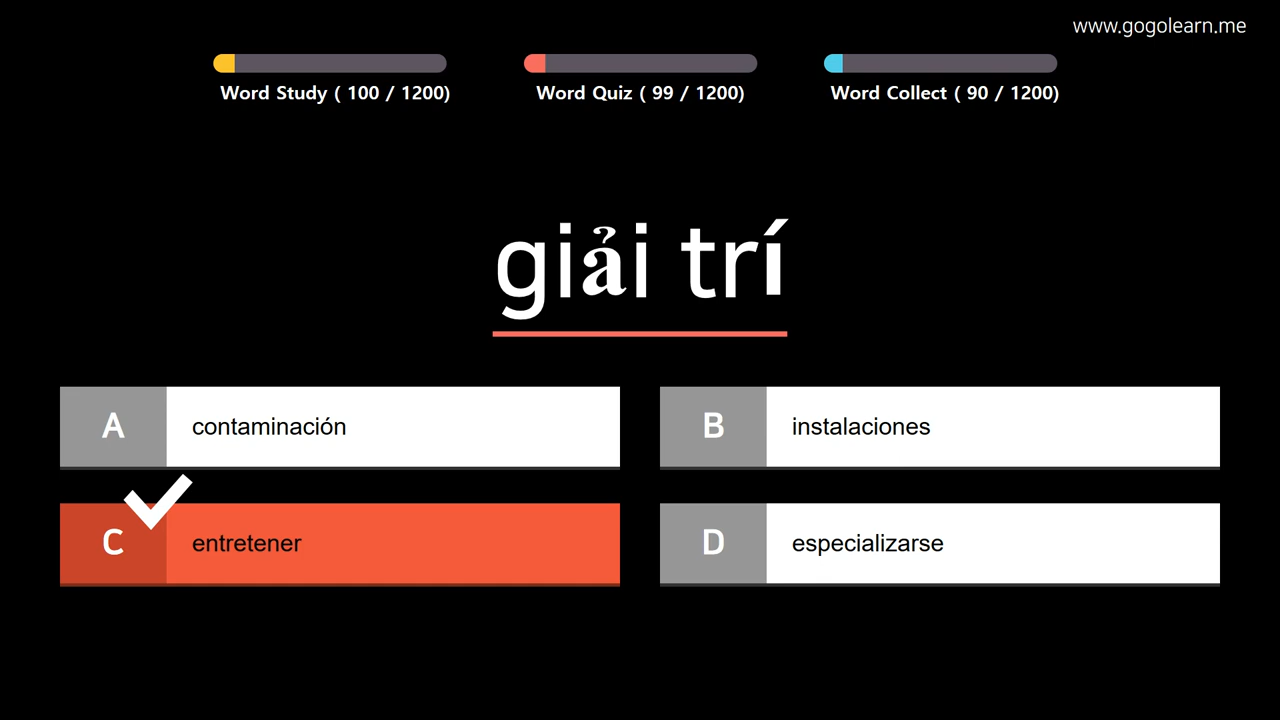 www.gogolearn.me
Word Study ( 100 / 1200)
Word Quiz ( 99 / 1200)
Word Collect ( 90 / 1200)
giải trí
A
contaminación
B
instalaciones
C
entretener
D
especializarse